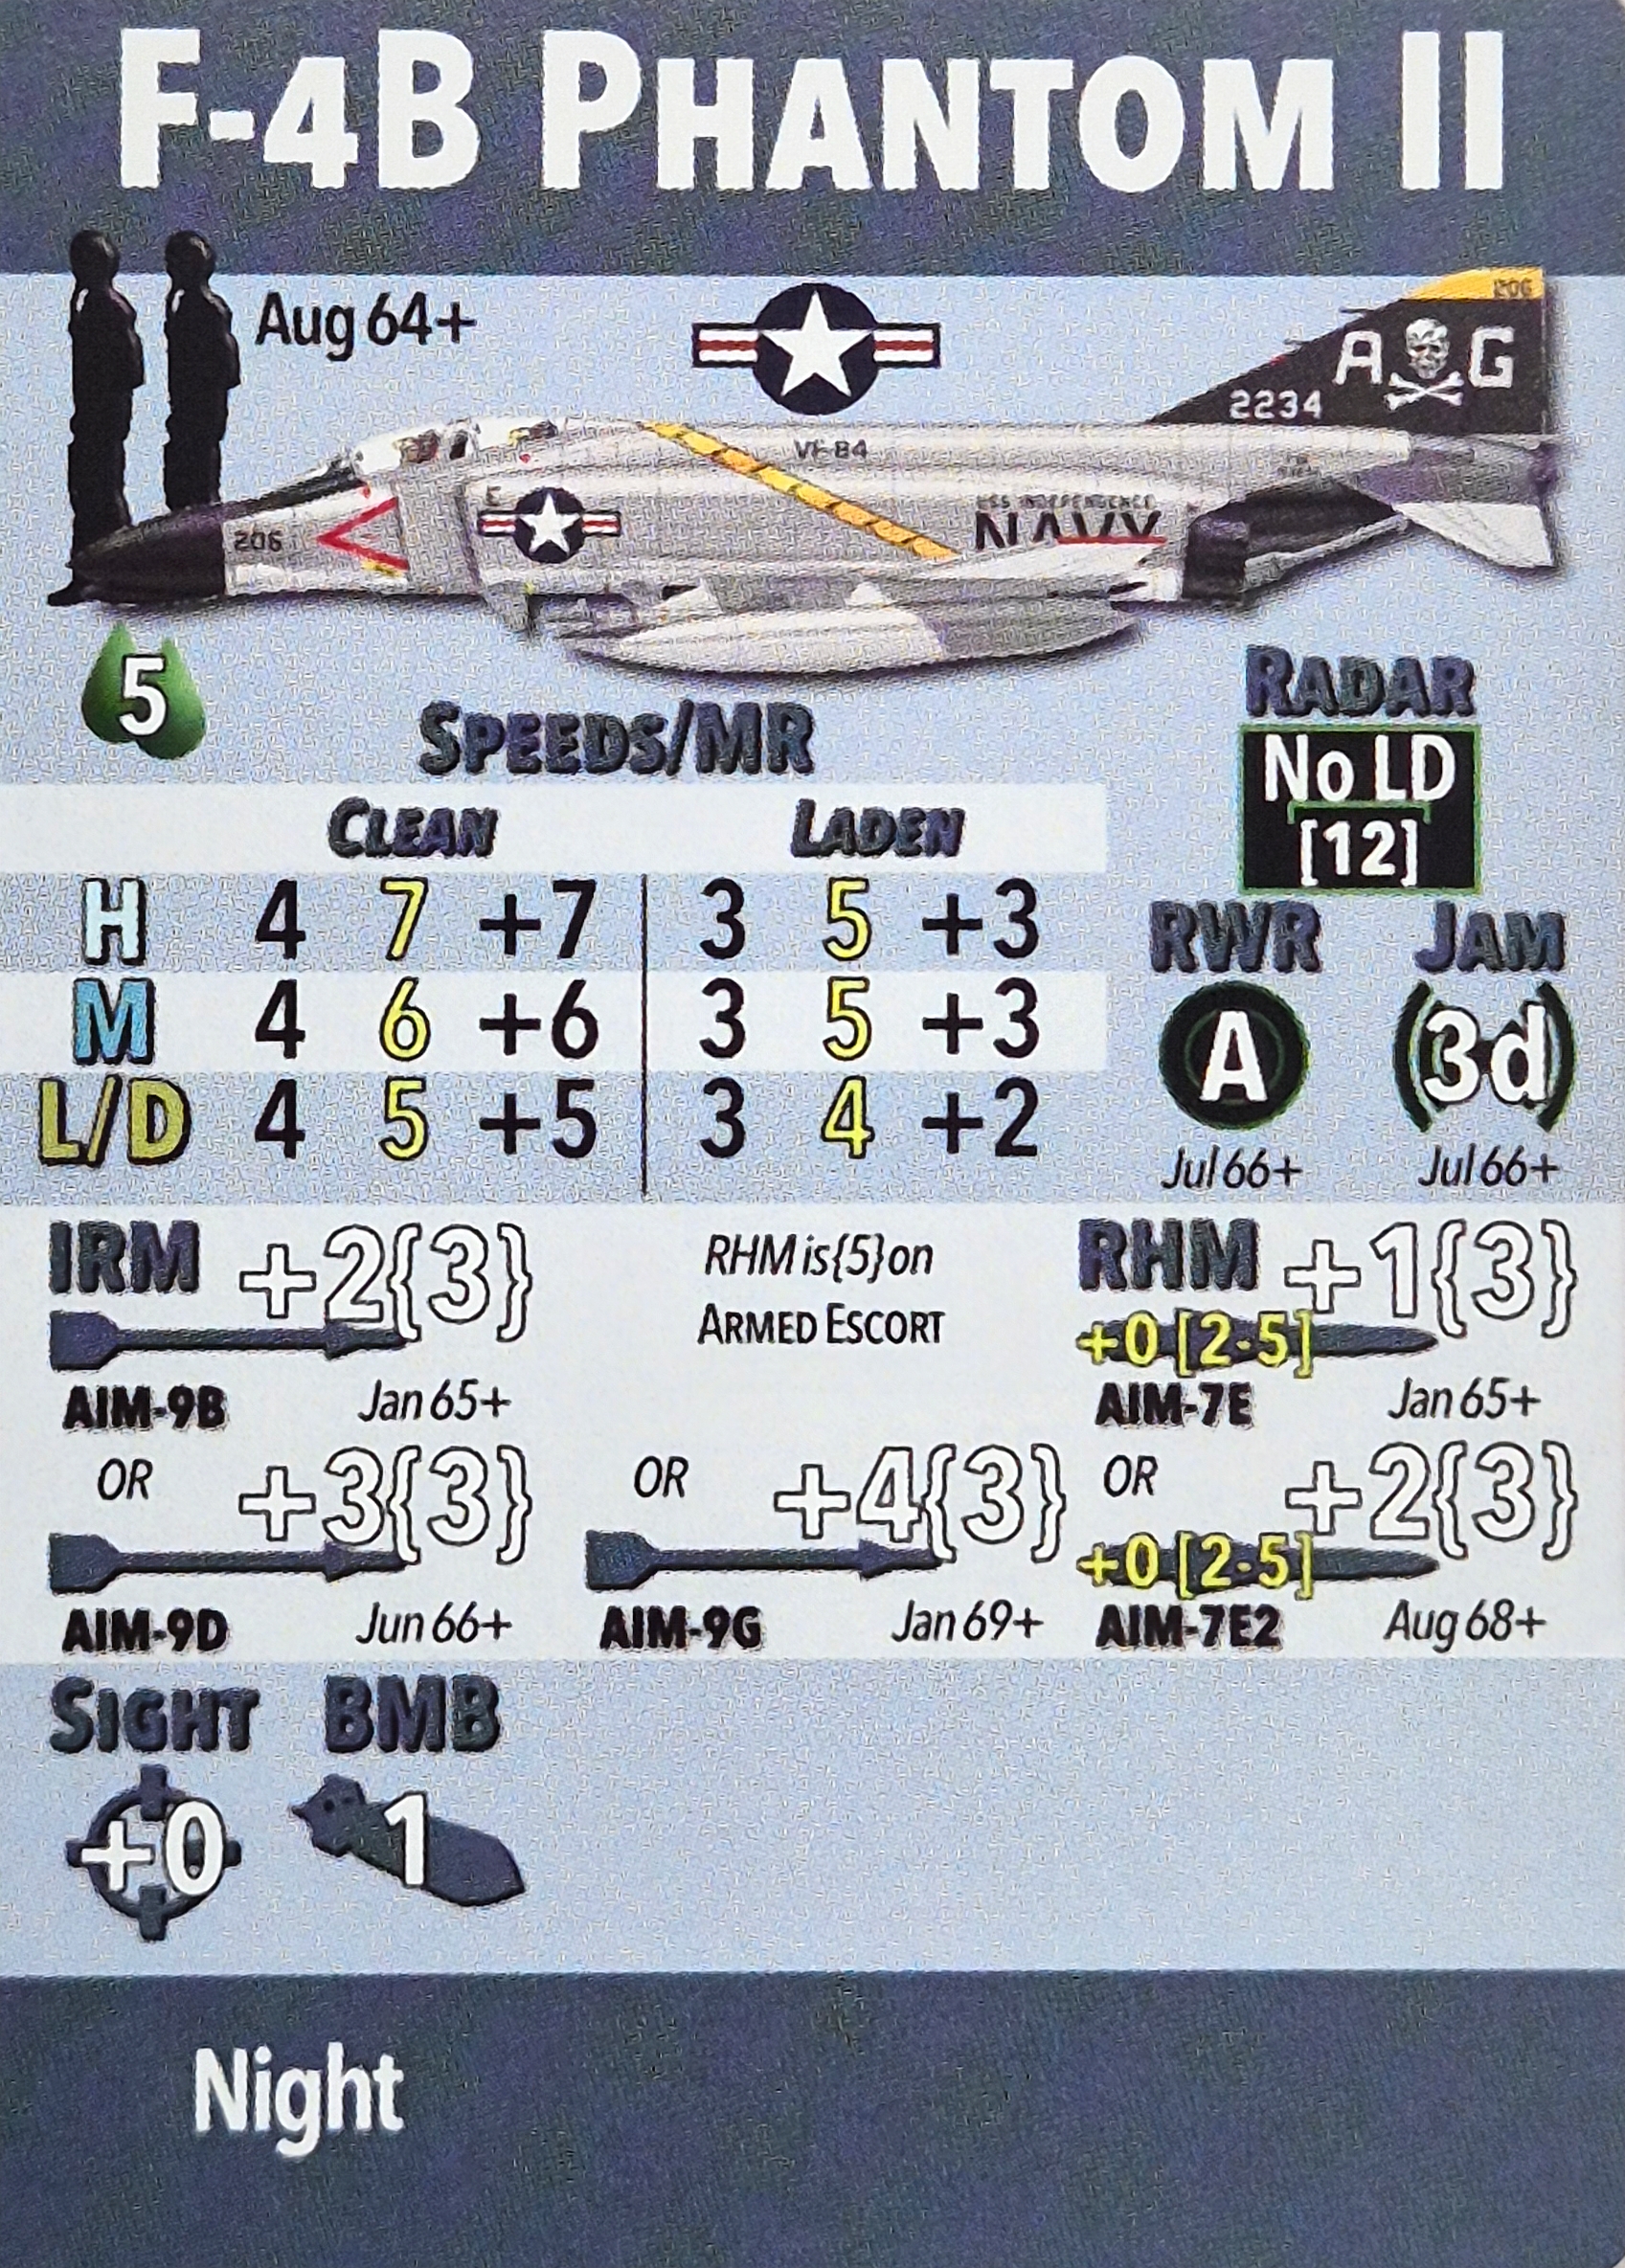 F-4B PHANTOM II
Aug 64+
206
A G
2234
VF-84
206
USS INDEPENDENCE
NAVY
5
SPEEDS/MR
RADAR
No LD
[12]
CLEAN LADEN
H 4 7 +7 3 5 +3
M 4 6 +6 3 5 +3
L/D 4 5 +5 3 4 +2
RWR JAM
A (3·d)
Jul 66+ Jul 66+
IRM +2{3}
AIM-9B Jan 65+
RHM is {5} on
ARMED ESCORT
RHM +1{3}
+0 [2-5]
AIM-7E Jan 65+
OR +3{3}
AIM-9D Jun 66+
OR +4{3}
AIM-9G Jan 69+
OR +2{3}
+0 [2-5]
AIM-7E2 Aug 68+
SIGHT BMB
+0 1
Night